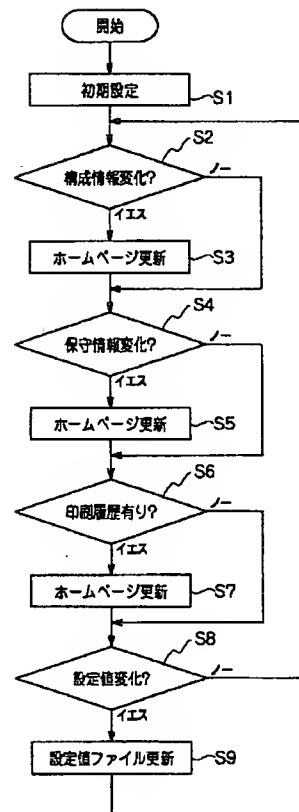 開始
初期設定
S1
S2
構成情報変化?
ノー
イエス
ホームページ更新
S3
S4
保守情報変化?
ノー
イエス
ホームページ更新
S5
S6
印刷履歴有り?
ノー
イエス
ホームページ更新
S7
S8
設定値変化?
ノー
イエス
設定値ファイル更新
S9